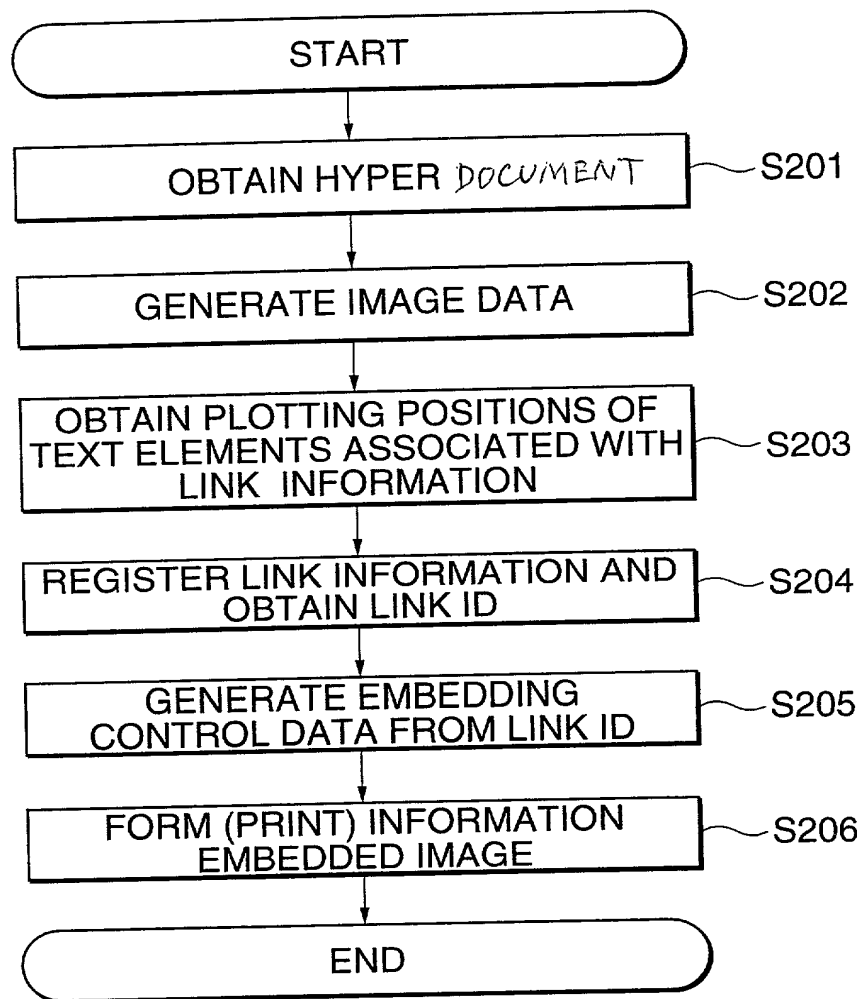 START
OBTAIN HYPER DOCUMENT
S201
GENERATE IMAGE DATA
S202
OBTAIN PLOTTING POSITIONS OF
TEXT ELEMENTS ASSOCIATED WITH
LINK INFORMATION
S203
REGISTER LINK INFORMATION AND
OBTAIN LINK ID
S204
GENERATE EMBEDDING
CONTROL DATA FROM LINK ID
S205
FORM (PRINT) INFORMATION
EMBEDDED IMAGE
S206
END